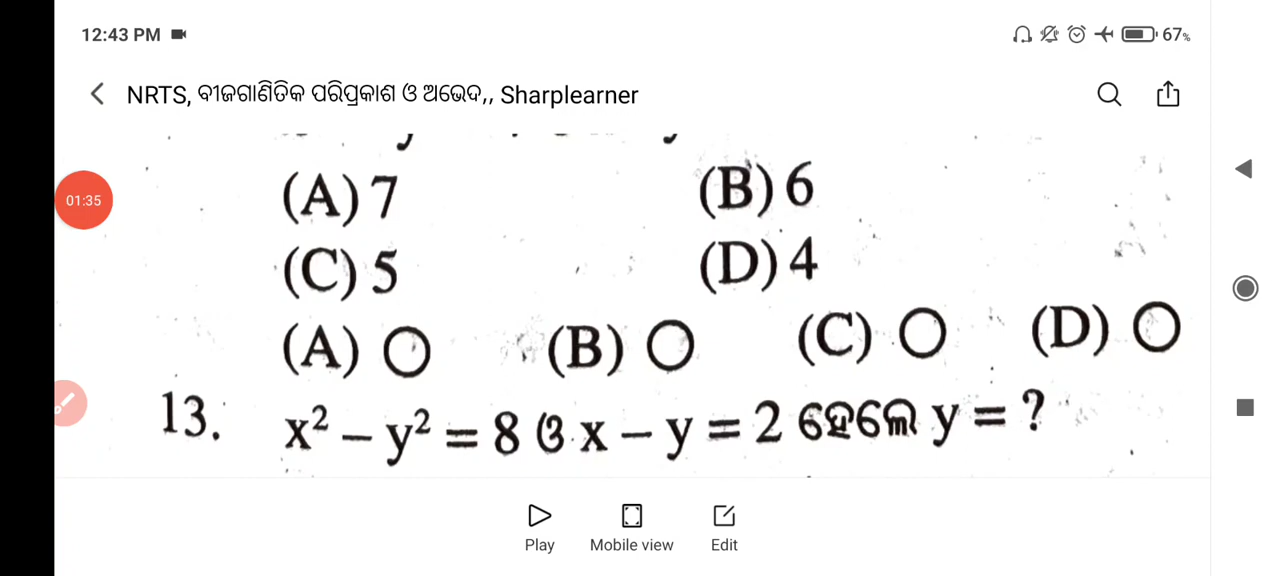 12:43 PM
67%
NRTS, ବୀଜଗାଣିତିକ ପରିପ୍ରକାଶ ଓ ଅଭେଦ,, Sharplearner
01:35
(A) 7 (B) 6
(C) 5 (D) 4
(A) ○ (B) ○ (C) ○ (D) ○
13. x² – y² = 8 ଓ x – y = 2 ହେଲେ y = ?
Play Mobile view Edit